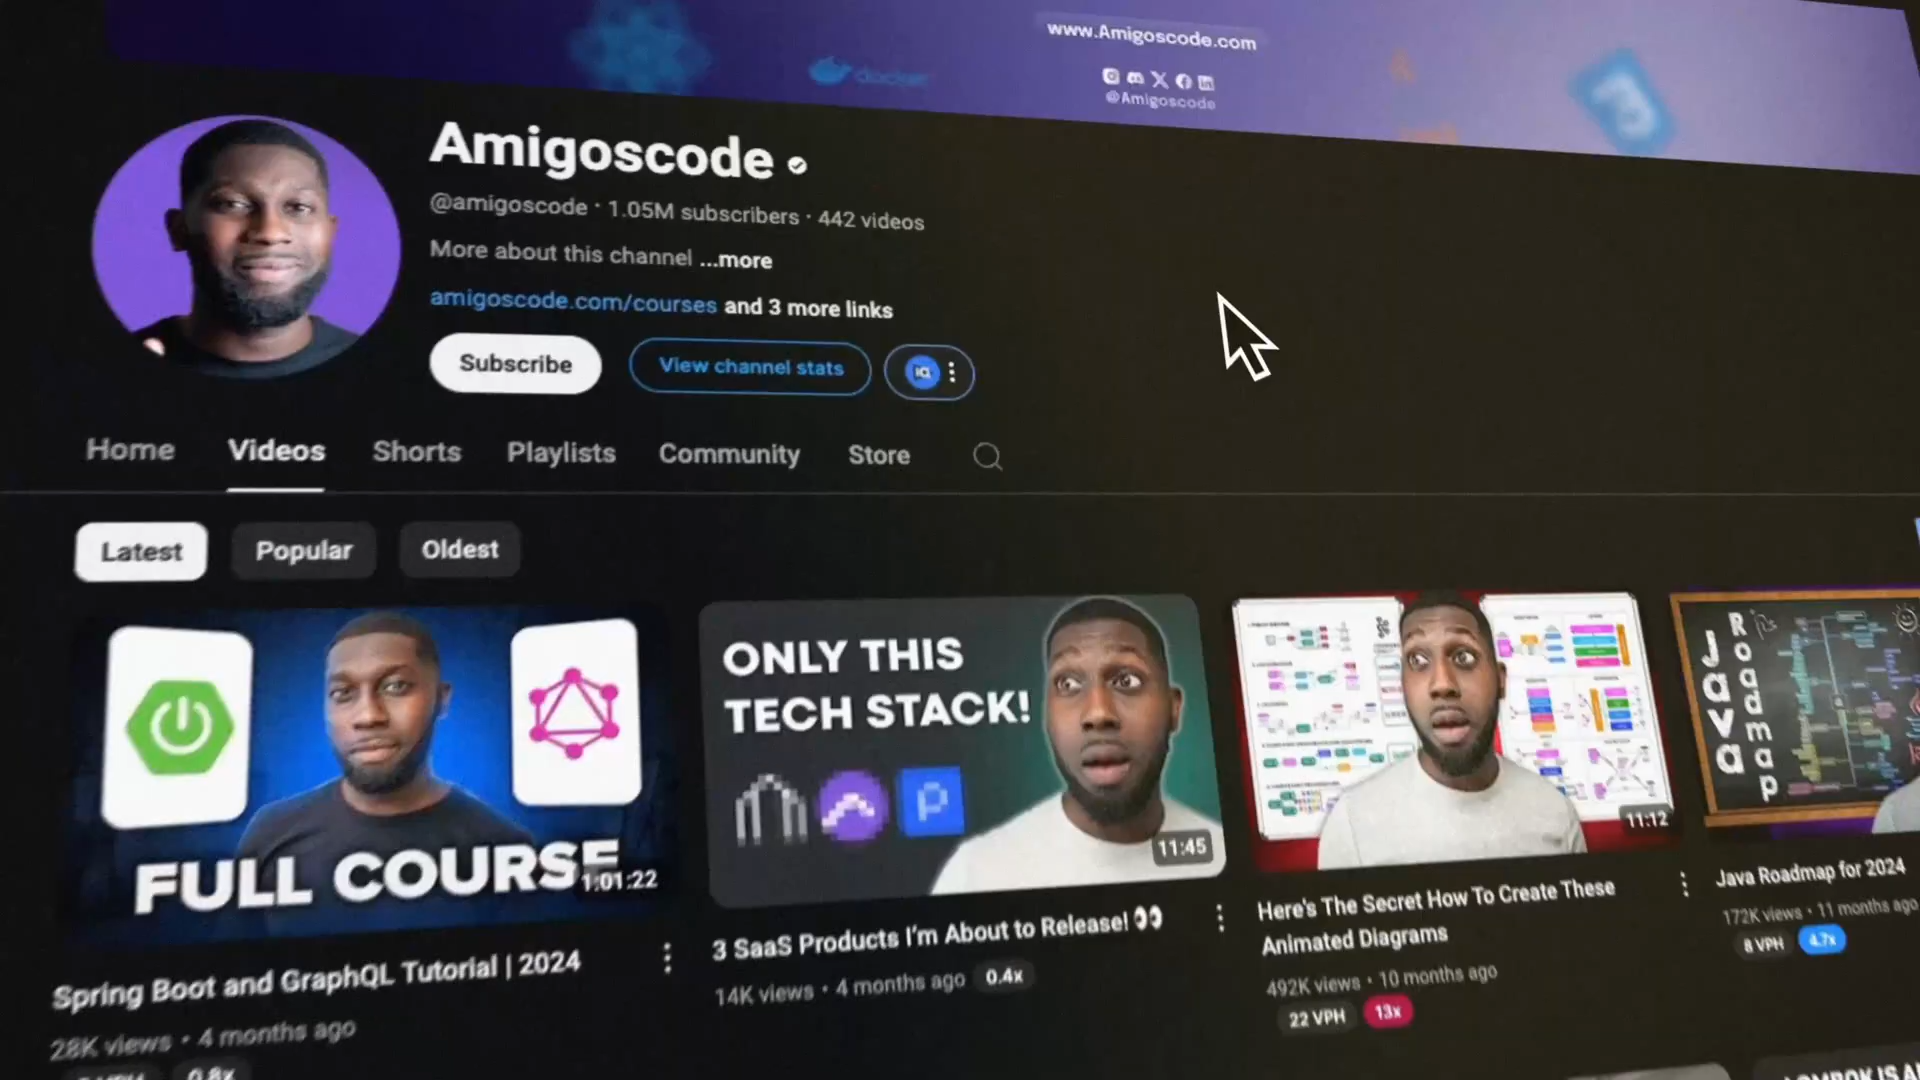 www.Amigoscode.com
docker
@Amigoscode
Amigoscode
@amigoscode · 1.05M subscribers · 442 videos
More about this channel ...more
amigoscode.com/courses and 3 more links
Subscribe
View channel stats
IQ
Home
Videos
Shorts
Playlists
Community
Store
Latest
Popular
Oldest
FULL COURSE
1:01:22
Spring Boot and GraphQL Tutorial | 2024
28K views · 4 months ago
0.8x
ONLY THIS
TECH STACK!
11:45
3 SaaS Products I'm About to Release! 👀
14K views · 4 months ago
0.4x
11:12
Here's The Secret How To Create These
Animated Diagrams
492K views · 10 months ago
22 VPH
13x
Java
Roadmap
Java Roadmap for 2024
172K views · 11 months ago
8 VPH
4.7x